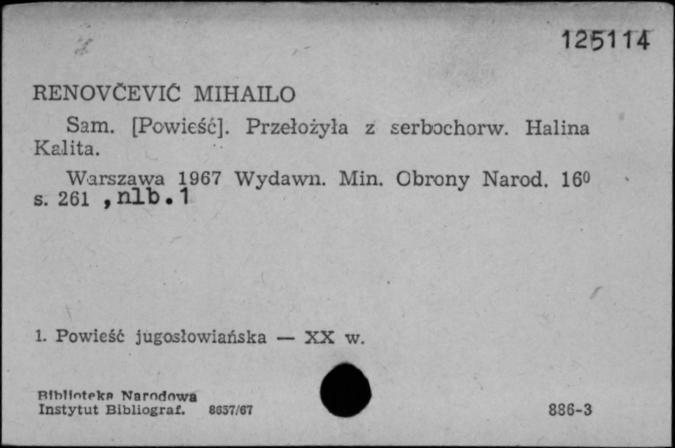 125114
RENOVČEVIĆ MIHAILO
Sam. [Powieść]. Przełożyła z serbochorw. Halina
Kalita.
Warszawa 1967 Wydawn. Min. Obrony Narod. 16⁰
s. 261 , nlb. 1
1. Powieść jugosłowiańska — XX w.
Biblioteka Narodowa
Instytut Bibliograf. 8657/67
886-3